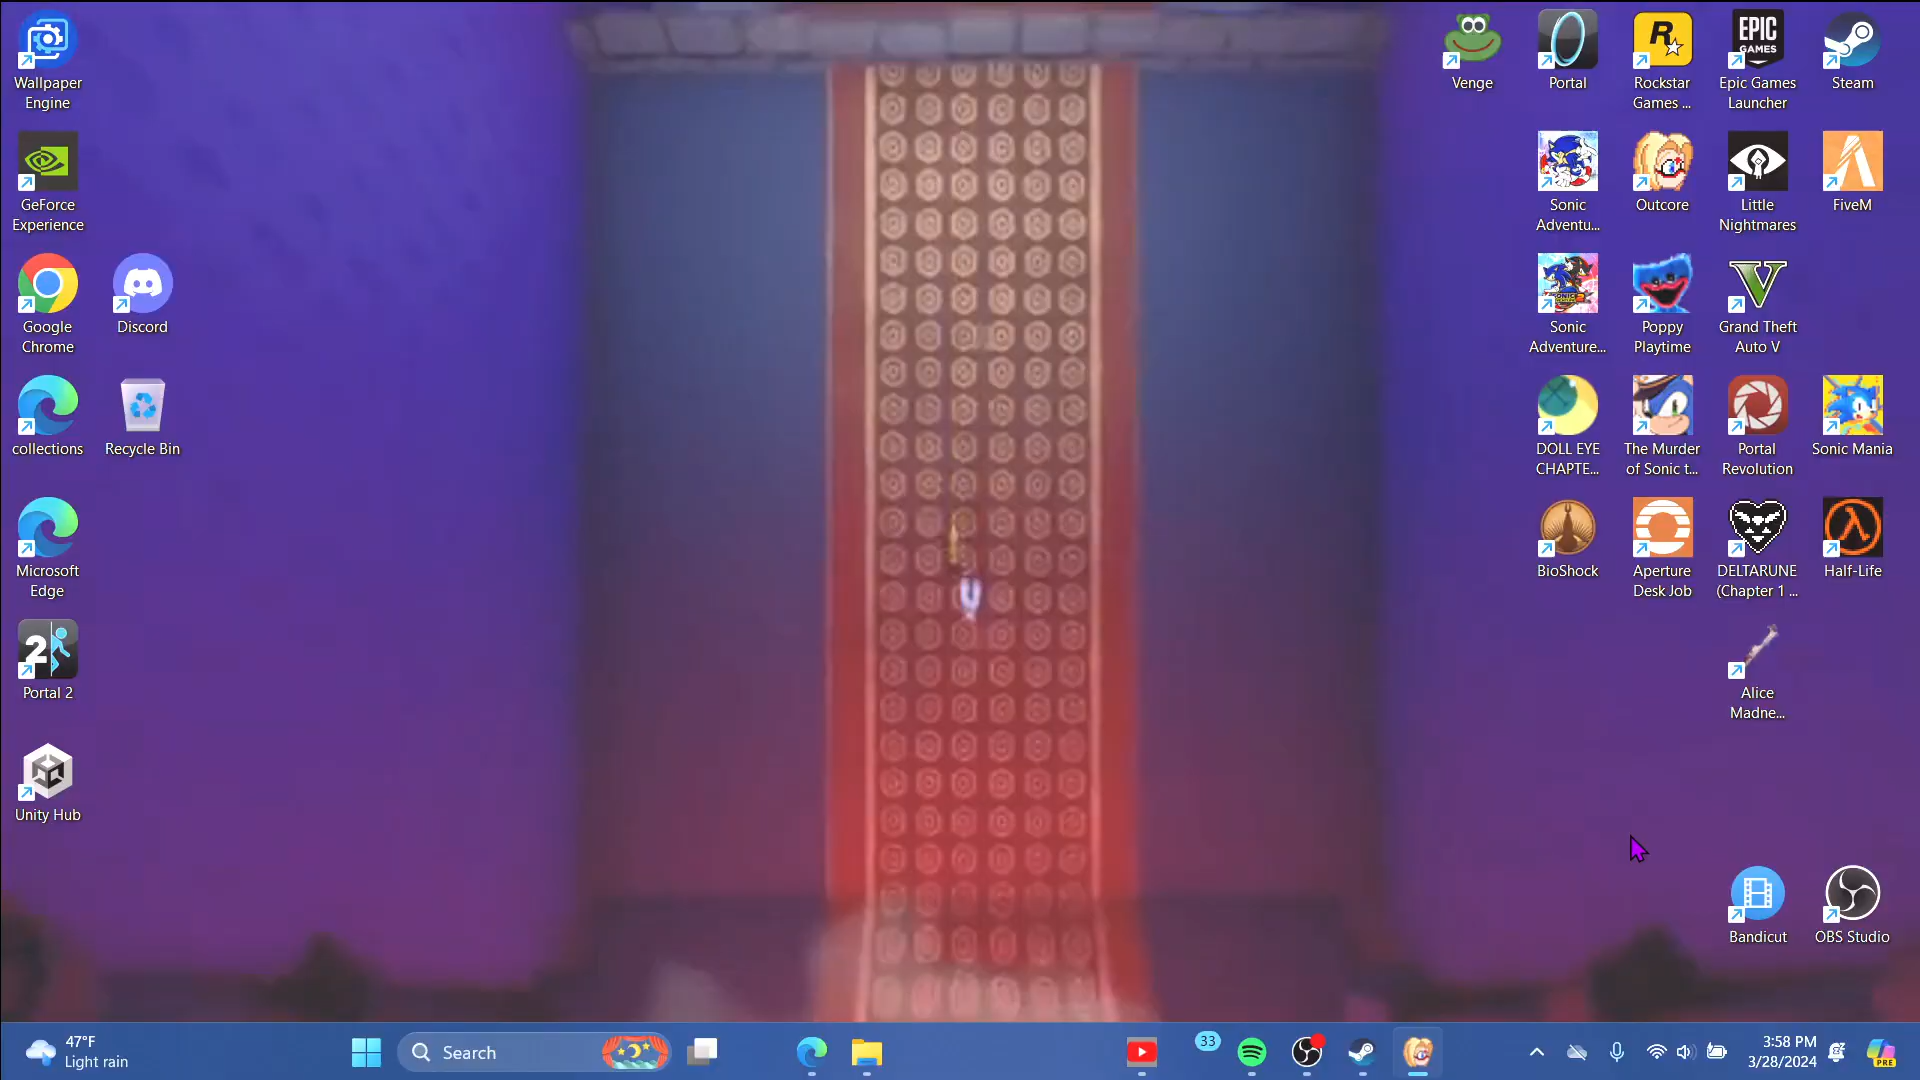 Wallpaper
Engine
GeForce
Experience
Google
Chrome
Discord
collections
Recycle Bin
Microsoft
Edge
2
Portal 2
Unity Hub
Venge
Portal
R
Rockstar
Games ...
EPIC
GAMES
Epic Games
Launcher
Steam
Sonic
Adventu...
Outcore
Little
Nightmares
FiveM
Sonic
Adventure...
Poppy
Playtime
V
Grand Theft
Auto V
DOLL EYE
CHAPTE...
The Murder
of Sonic t...
Portal
Revolution
Sonic Mania
BioShock
Aperture
Desk Job
DELTARUNE
(Chapter 1 ...
Half-Life
Alice
Madne...
Bandicut
OBS Studio
47°F
Light rain
Search
33
3:58 PM
3/28/2024
PRE